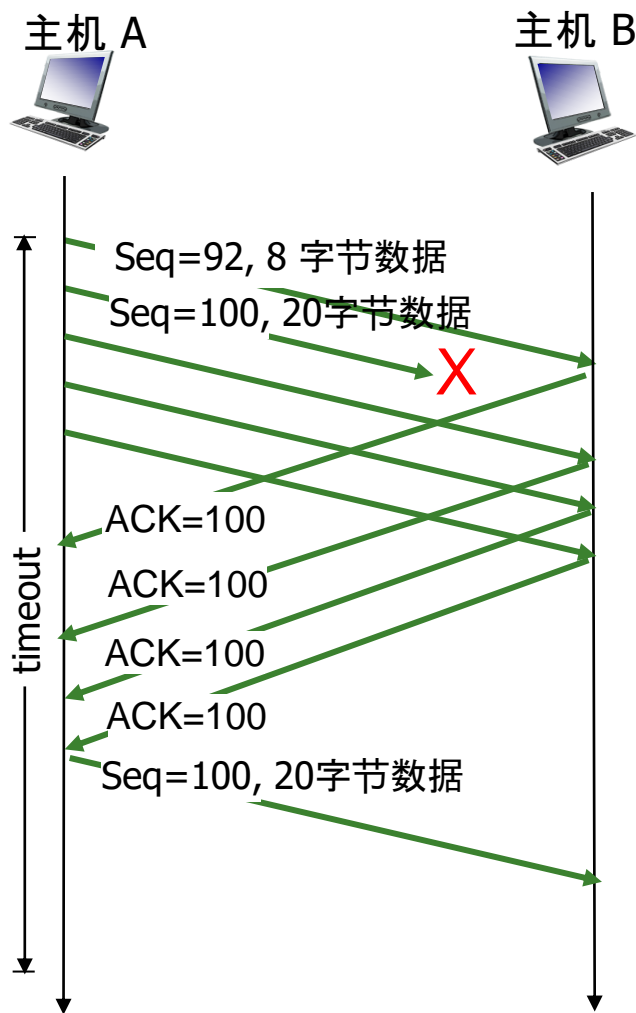 主机 A
主机 B
Seq=92, 8 字节数据
Seq=100, 20字节数据
X
ACK=100
ACK=100
ACK=100
ACK=100
timeout
Seq=100, 20字节数据